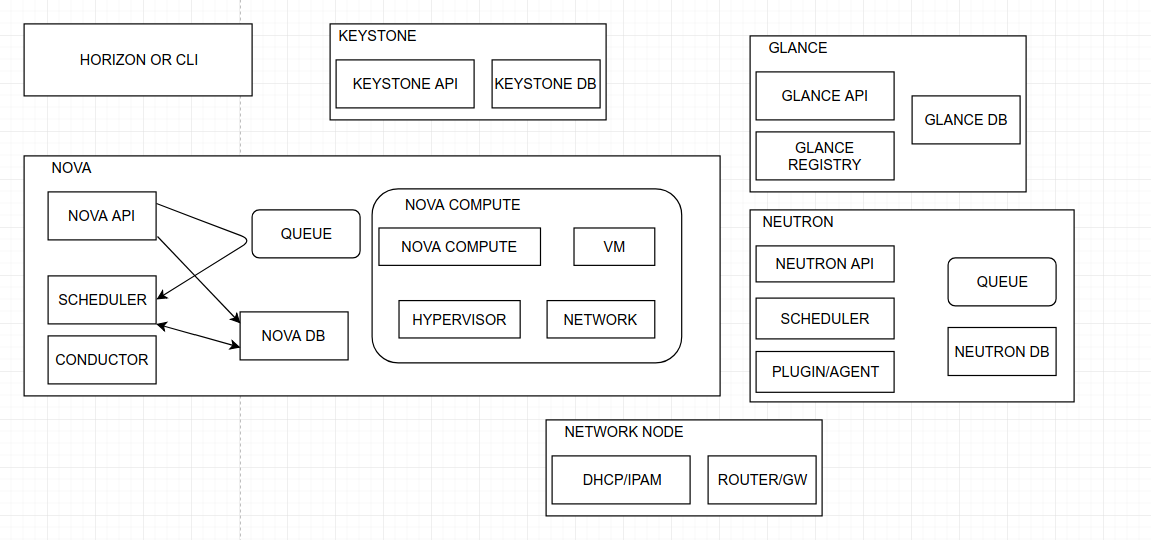 HORIZON OR CLI
KEYSTONE
KEYSTONE API
KEYSTONE DB
GLANCE
GLANCE API
GLANCE DB
GLANCE
REGISTRY
NOVA
NOVA API
QUEUE
SCHEDULER
NOVA DB
CONDUCTOR
NOVA COMPUTE
NOVA COMPUTE
VM
HYPERVISOR
NETWORK
NEUTRON
NEUTRON API
QUEUE
SCHEDULER
NEUTRON DB
PLUGIN/AGENT
NETWORK NODE
DHCP/IPAM
ROUTER/GW